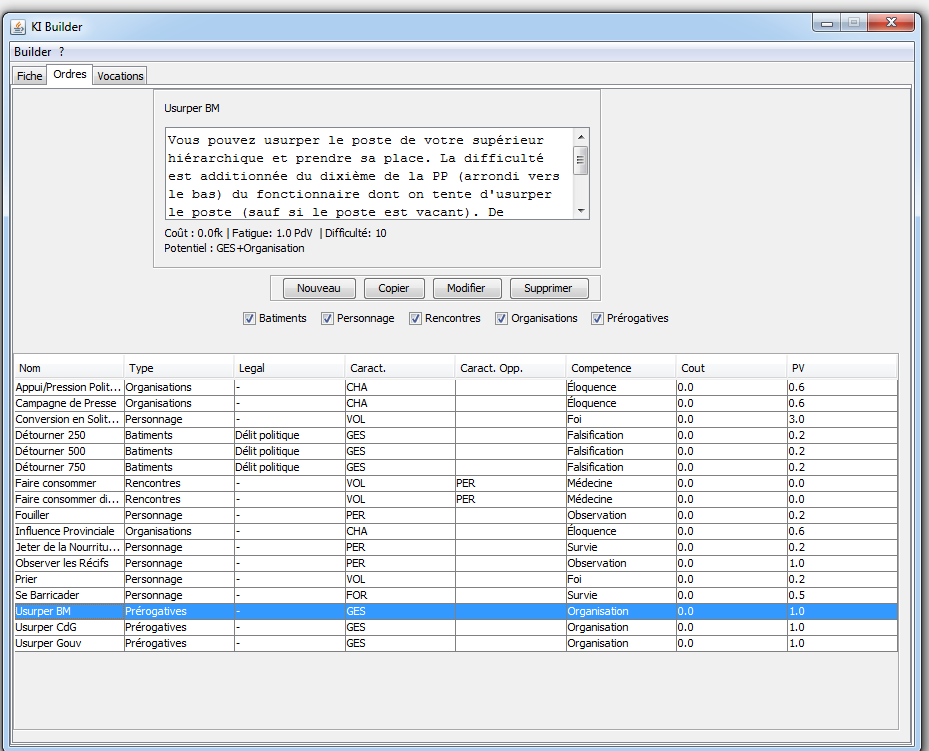 KI Builder
Builder ?
Fiche Ordres Vocations
Usurper BM
Vous pouvez usurper le poste de votre supérieur
hiérarchique et prendre sa place. La difficulté
est additionnée du dixième de la PP (arrondi vers
le bas) du fonctionnaire dont on tente d'usurper
le poste (sauf si le poste est vacant). De
Coût : 0.0fk | Fatigue: 1.0 PdV | Difficulté: 10
Potentiel : GES+Organisation
Nouveau Copier Modifier Supprimer
Batiments Personnage Rencontres Organisations Prérogatives
Nom Type Legal Caract. Caract. Opp. Competence Cout PV
Appui/Pression Polit... Organisations - CHA Éloquence 0.0 0.6
Campagne de Presse Organisations - CHA Éloquence 0.0 0.6
Conversion en Solit... Personnage - VOL Foi 0.0 3.0
Détourner 250 Batiments Délit politique GES Falsification 0.0 0.2
Détourner 500 Batiments Délit politique GES Falsification 0.0 0.2
Détourner 750 Batiments Délit politique GES Falsification 0.0 0.2
Faire consommer Rencontres - VOL PER Médecine 0.0 0.0
Faire consommer di... Rencontres - VOL PER Médecine 0.0 0.0
Fouiller Personnage - PER Observation 0.0 0.2
Influence Provinciale Organisations - CHA Éloquence 0.0 0.6
Jeter de la Nourritu... Personnage - PER Survie 0.0 0.2
Observer les Récifs Personnage - PER Observation 0.0 1.0
Prier Personnage - VOL Foi 0.0 0.2
Se Barricader Personnage - FOR Survie 0.0 0.5
Usurper BM Prérogatives - GES Organisation 0.0 1.0
Usurper CdG Prérogatives - GES Organisation 0.0 1.0
Usurper Gouv Prérogatives - GES Organisation 0.0 1.0